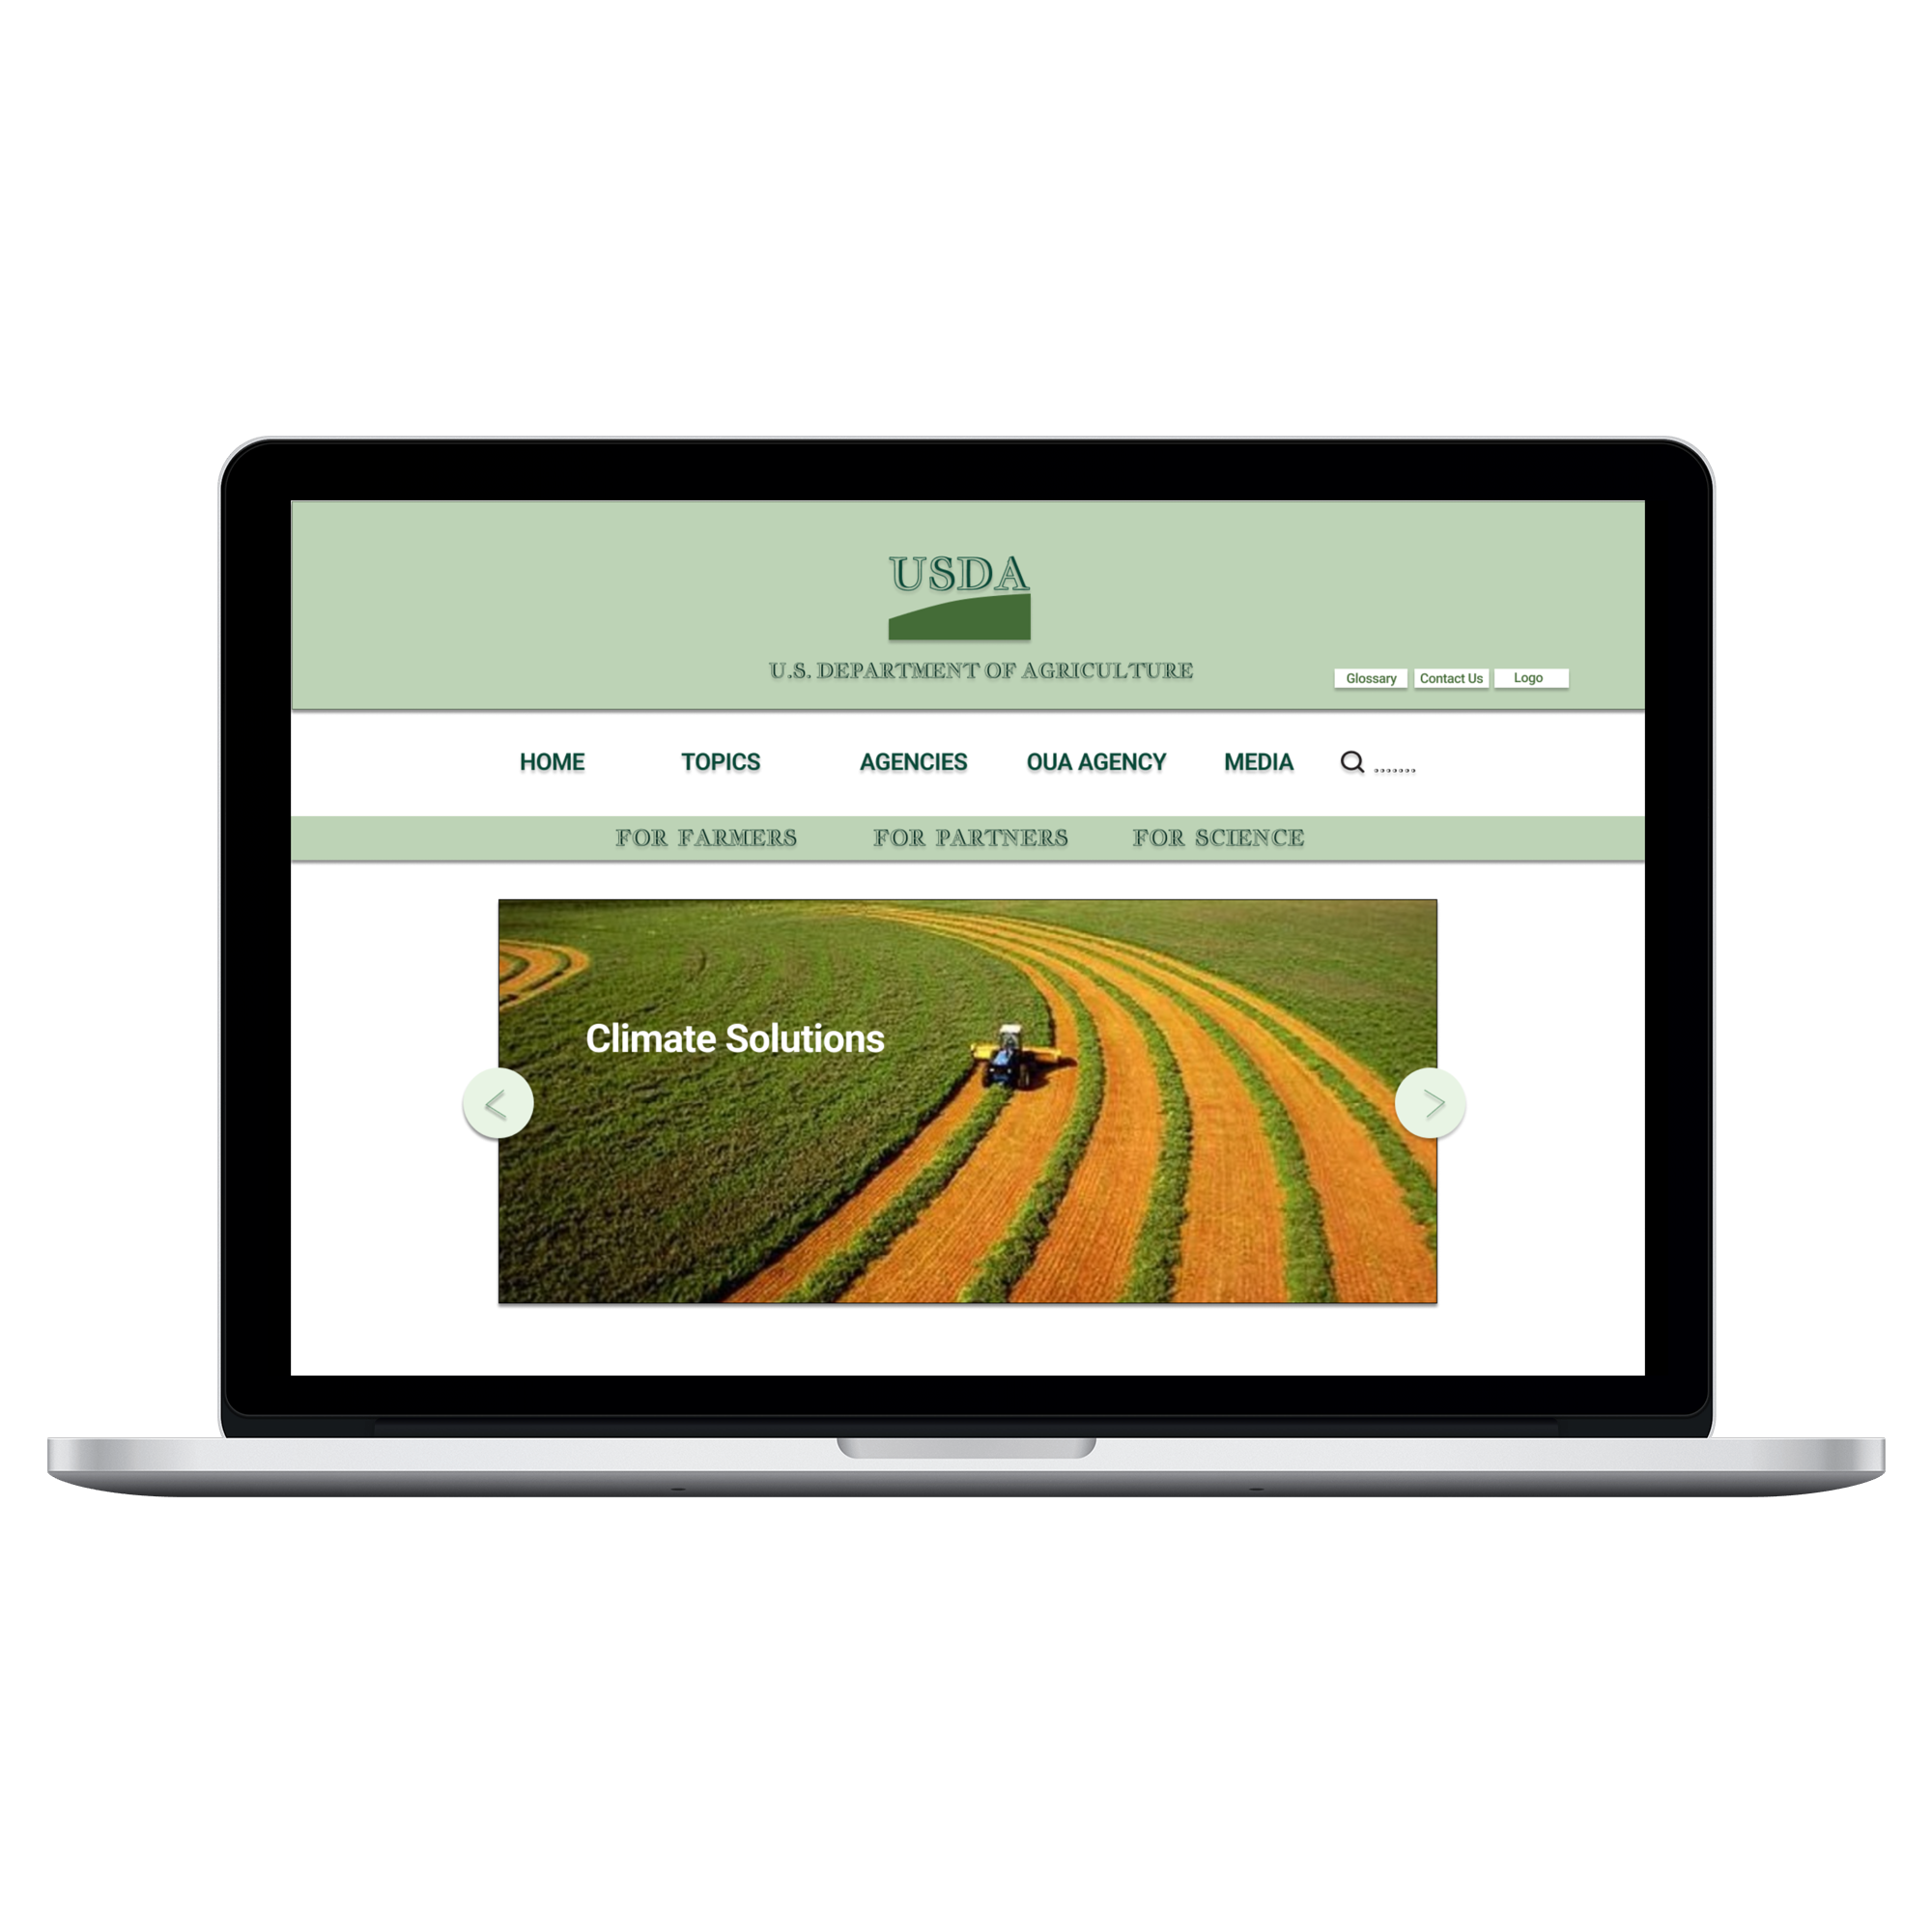 USDA
U.S. DEPARTMENT OF AGRICULTURE
Glossary Contact Us Logo
HOME TOPICS AGENCIES OUA AGENCY MEDIA .......
FOR FARMERS FOR PARTNERS FOR SCIENCE
Climate Solutions
< >